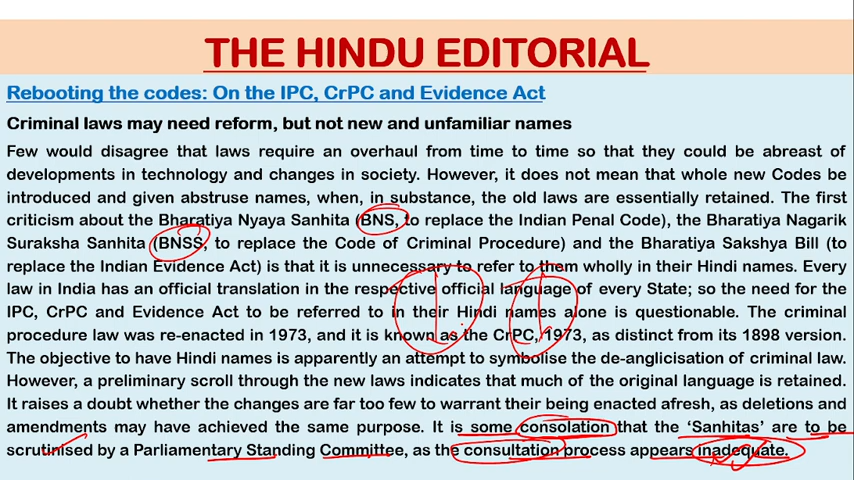 THE HINDU EDITORIAL
Rebooting the codes: On the IPC, CrPC and Evidence Act
Criminal laws may need reform, but not new and unfamiliar names
Few would disagree that laws require an overhaul from time to time so that they could be abreast of
developments in technology and changes in society. However, it does not mean that whole new Codes be
introduced and given abstruse names, when, in substance, the old laws are essentially retained. The first
criticism about the Bharatiya Nyaya Sanhita (BNS, to replace the Indian Penal Code), the Bharatiya Nagarik
Suraksha Sanhita (BNSS, to replace the Code of Criminal Procedure) and the Bharatiya Sakshya Bill (to
replace the Indian Evidence Act) is that it is unnecessary to refer to them wholly in their Hindi names. Every
law in India has an official translation in the respective official language of every State; so the need for the
IPC, CrPC and Evidence Act to be referred to in their Hindi names alone is questionable. The criminal
procedure law was re-enacted in 1973, and it is known as the CrPC, 1973, as distinct from its 1898 version.
The objective to have Hindi names is apparently an attempt to symbolise the de-anglicisation of criminal law.
However, a preliminary scroll through the new laws indicates that much of the original language is retained.
It raises a doubt whether the changes are far too few to warrant their being enacted afresh, as deletions and
amendments may have achieved the same purpose. It is some consolation that the ‘Sanhitas’ are to be
scrutinised by a Parliamentary Standing Committee, as the consultation process appears inadequate.